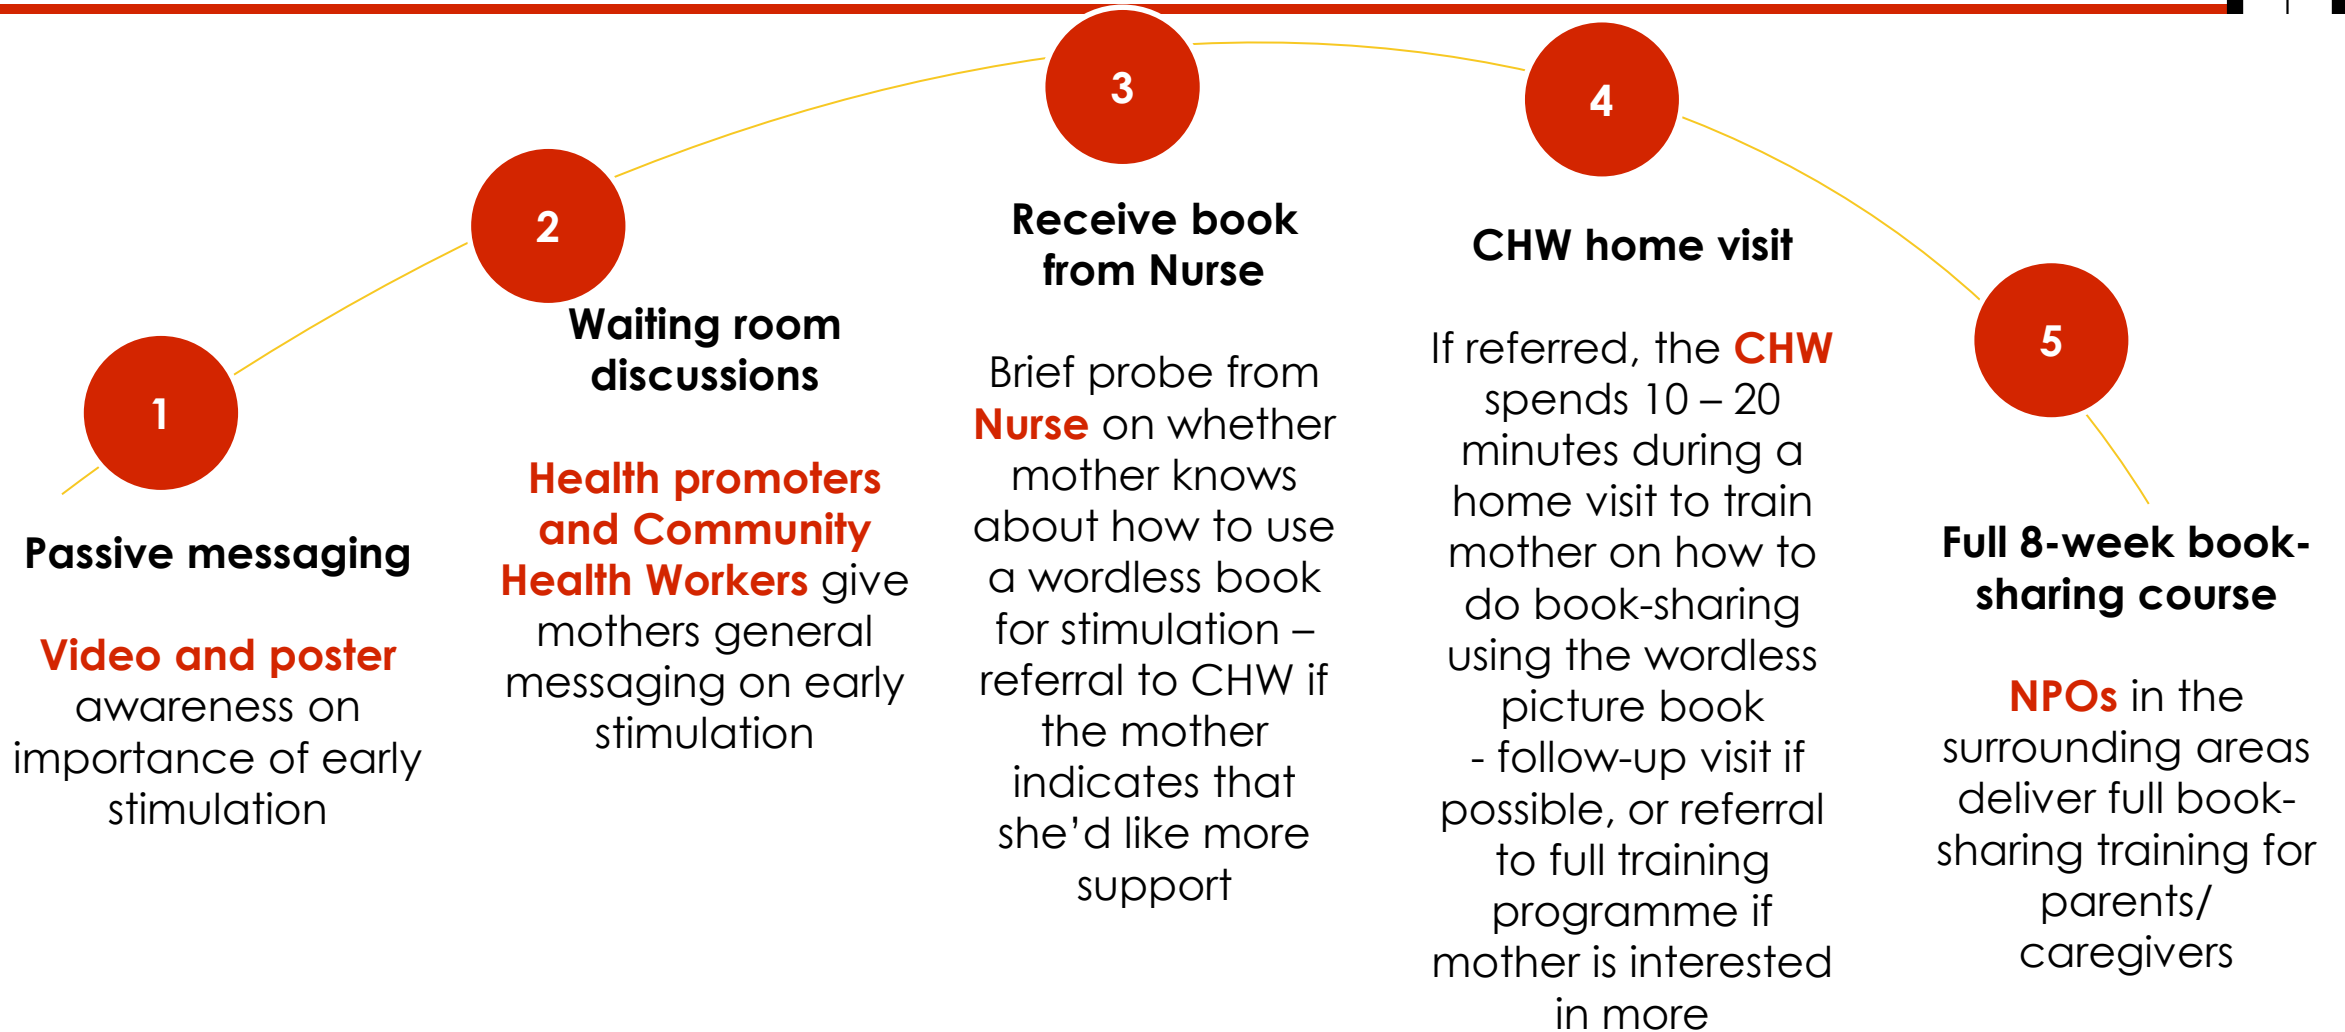 1
Passive messaging
Video and poster
awareness on
importance of early
stimulation
2
Waiting room
discussions
Health promoters
and Community
Health Workers give
mothers general
messaging on early
stimulation
3
Receive book
from Nurse
Brief probe from
Nurse on whether
mother knows
about how to use
a wordless book
for stimulation –
referral to CHW if
the mother
indicates that
she’d like more
support
4
CHW home visit
If referred, the CHW
spends 10 – 20
minutes during a
home visit to train
mother on how to
do book-sharing
using the wordless
picture book
- follow-up visit if
possible, or referral
to full training
programme if
mother is interested
in more
5
Full 8-week book-
sharing course
NPOs in the
surrounding areas
deliver full book-
sharing training for
parents/
caregivers